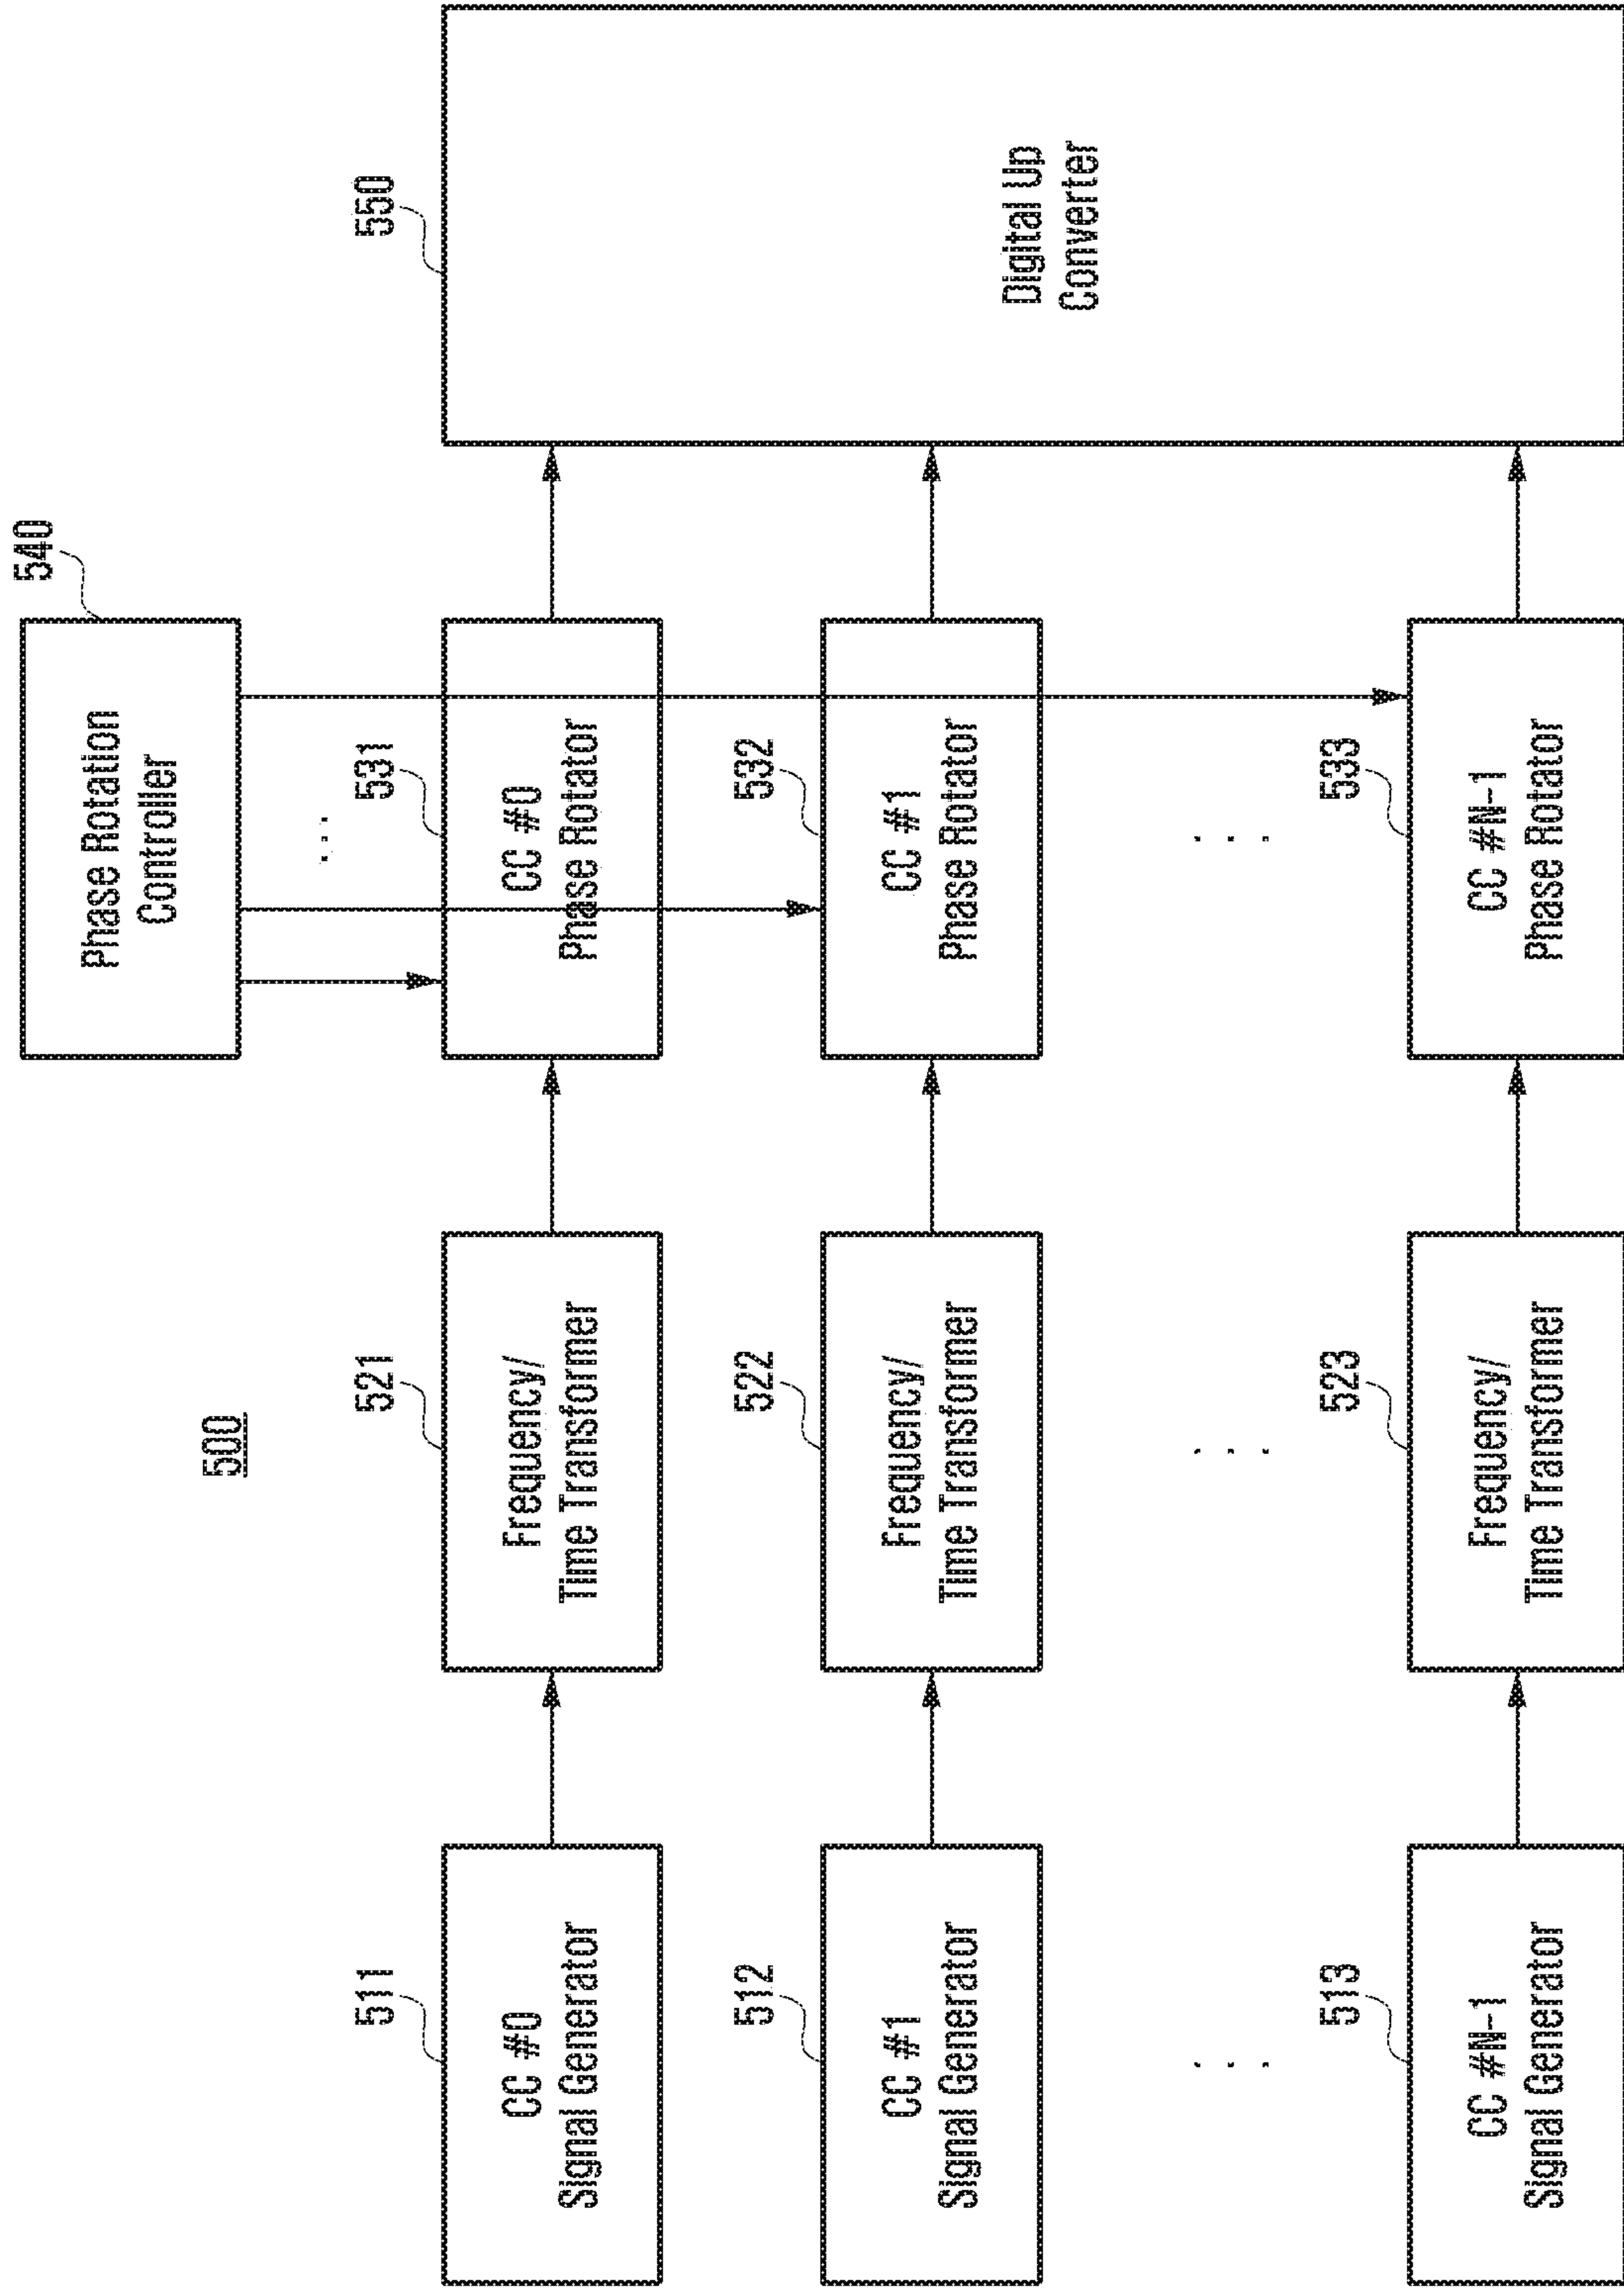 500
540
Phase Rotation
Controller
. . .
511
CC #0
Signal Generator
521
Frequency/
Time Transformer
531
CC #0
Phase Rotator
550
Digital Up
Converter
512
CC #1
Signal Generator
522
Frequency/
Time Transformer
532
CC #1
Phase Rotator
. . .
. . .
. . .
513
CC #N-1
Signal Generator
523
Frequency/
Time Transformer
533
CC #N-1
Phase Rotator